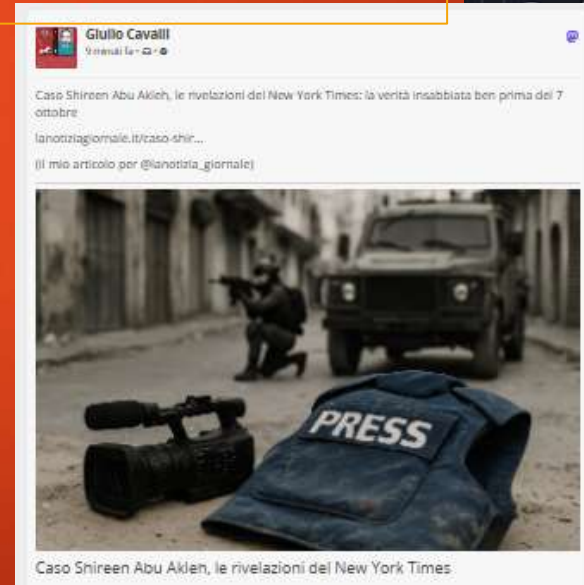 Giulio Cavalli
9 minuti fa
Caso Shireen Abu Akleh, le rivelazioni del New York Times: la verità insabbiata ben prima del 7
ottobre
lanotiziagiornale.it/caso-shir...
(Il mio articolo per @lanotizia_giornale)
PRESS
Caso Shireen Abu Akleh, le rivelazioni del New York Times